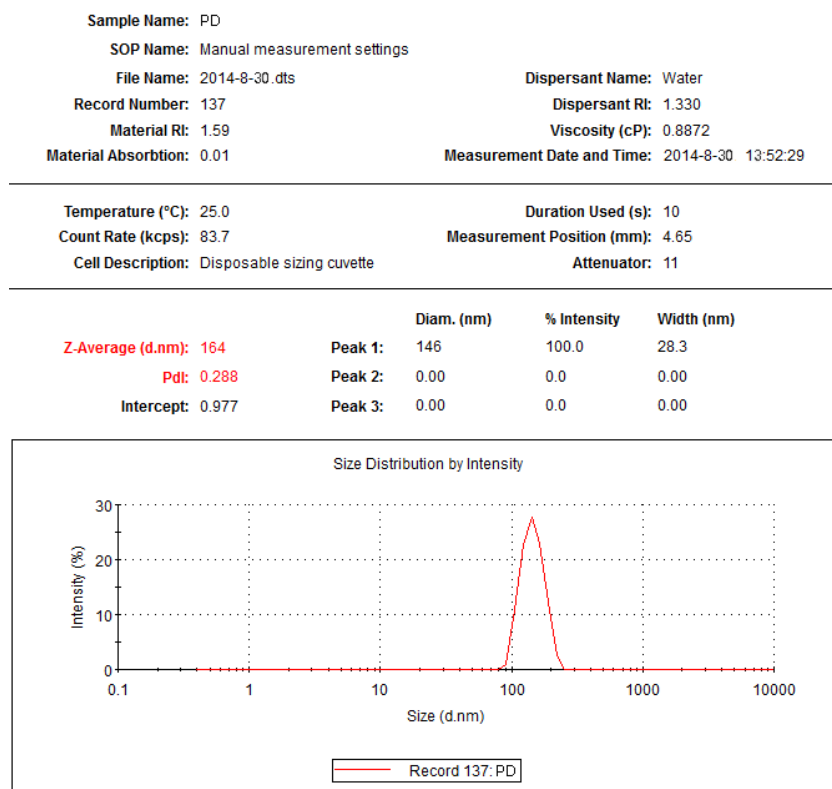 Sample Name: PD
SOP Name: Manual measurement settings
File Name: 2014-8-30.dts Dispersant Name: Water
Record Number: 137 Dispersant RI: 1.330
Material RI: 1.59 Viscosity (cP): 0.8872
Material Absorbtion: 0.01 Measurement Date and Time: 2014-8-30 13:52:29
Temperature (°C): 25.0 Duration Used (s): 10
Count Rate (kcps): 83.7 Measurement Position (mm): 4.65
Cell Description: Disposable sizing cuvette Attenuator: 11
Diam. (nm) % Intensity Width (nm)
Z-Average (d.nm): 164 Peak 1: 146 100.0 28.3
PdI: 0.288 Peak 2: 0.00 0.0 0.00
Intercept: 0.977 Peak 3: 0.00 0.0 0.00
Size Distribution by Intensity
Intensity (%)
30
20
10
0
0.1 1 10 100 1000 10000
Size (d.nm)
Record 137: PD